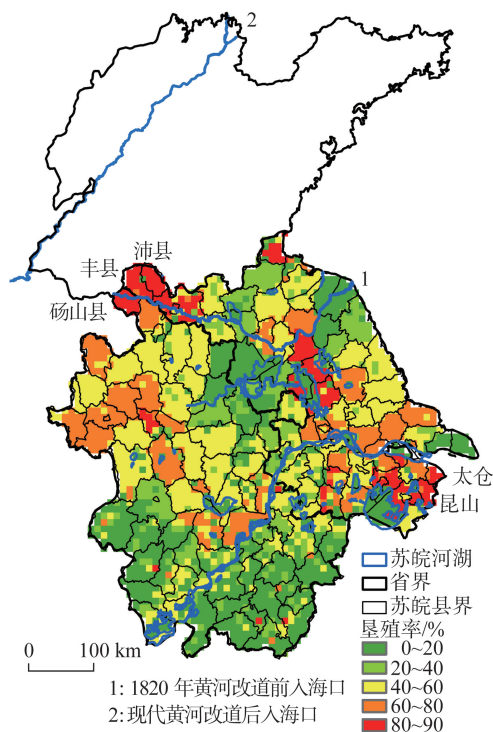 2
沛县
丰县
砀山县
1
太仓
昆山
苏皖河湖
省界
苏皖县界
垦殖率/%
0~20
20~40
40~60
60~80
80~90
0 100 km
1: 1820 年黄河改道前入海口
2: 现代黄河改道后入海口